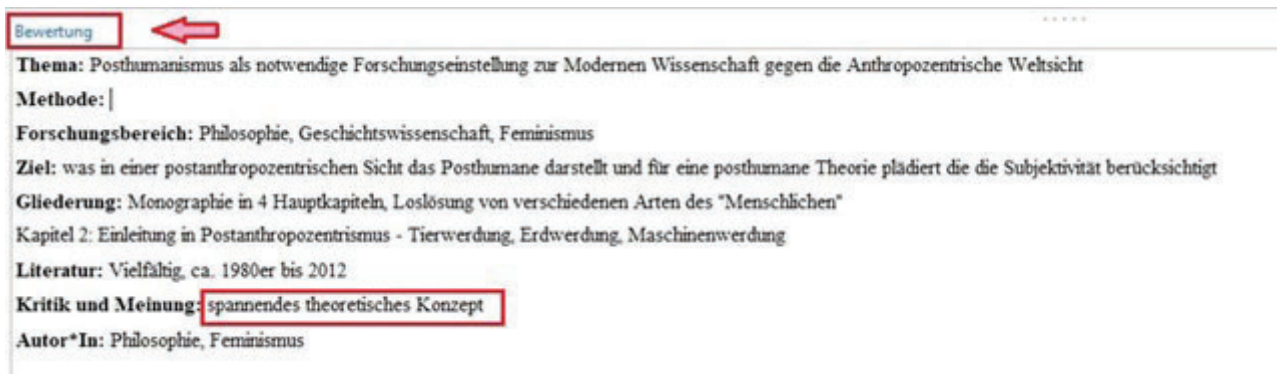 Bewertung
Thema: Posthumanismus als notwendige Forschungseinstellung zur Modernen Wissenschaft gegen die Anthropozentrische Weltsicht
Methode:
Forschungsbereich: Philosophie, Geschichtswissenschaft, Feminismus
Ziel: was in einer postanthropozentrischen Sicht das Posthumane darstellt und für eine posthumane Theorie plädiert die die Subjektivität berücksichtigt
Gliederung: Monographie in 4 Hauptkapiteln, Loslösung von verschiedenen Arten des "Menschlichen"
Kapitel 2: Einleitung in Postanthropozentrismus - Tierwerdung, Erdwerdung, Maschinenwerdung
Literatur: Vielfältig, ca. 1980er bis 2012
Kritik und Meinung: spannendes theoretisches Konzept
Autor*In: Philosophie, Feminismus